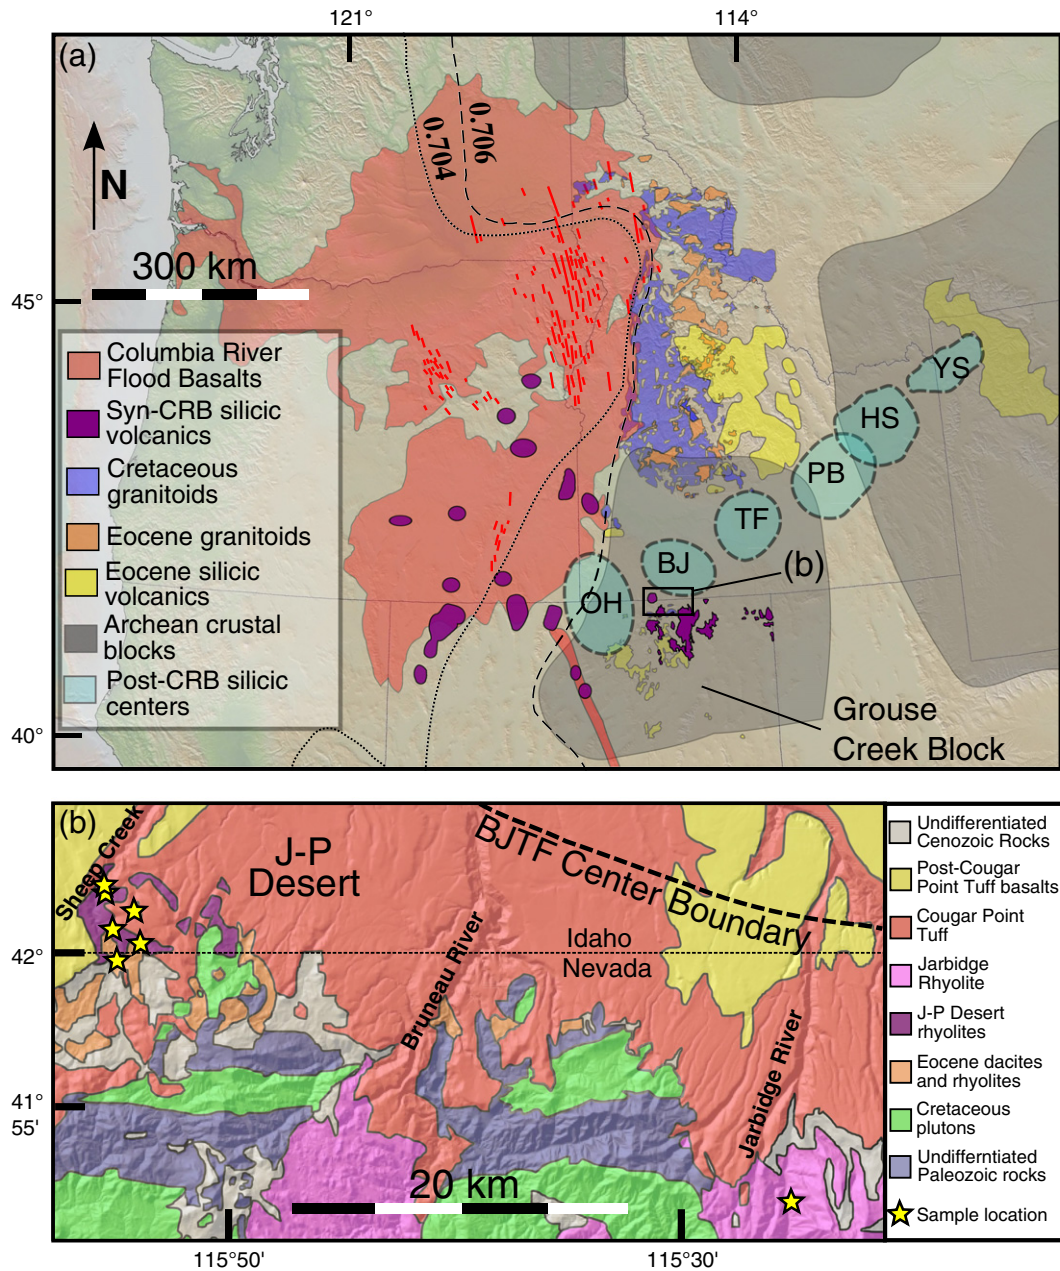 121°
114°
(a)
0.706
0.704
N
300 km
45°
40°
Columbia River
Flood Basalts
Syn-CRB silicic
volcanics
Cretaceous
granitoids
Eocene granitoids
Eocene silicic
volcanics
Archean crustal
blocks
Post-CRB silicic
centers
YS
HS
PB
TF
BJ
OH
(b)
Grouse
Creek Block
(b)
Sheep Creek
J-P
Desert
BJTF Center Boundary
Bruneau River
Idaho
Nevada
Jarbidge River
42°
41°
55'
20 km
115°50'
115°30'
Undifferentiated
Cenozoic Rocks
Post-Cougar
Point Tuff basalts
Cougar Point
Tuff
Jarbidge
Rhyolite
J-P Desert
rhyolites
Eocene dacites
and rhyolites
Cretaceous
plutons
Undifferntiated
Paleozoic rocks
Sample location